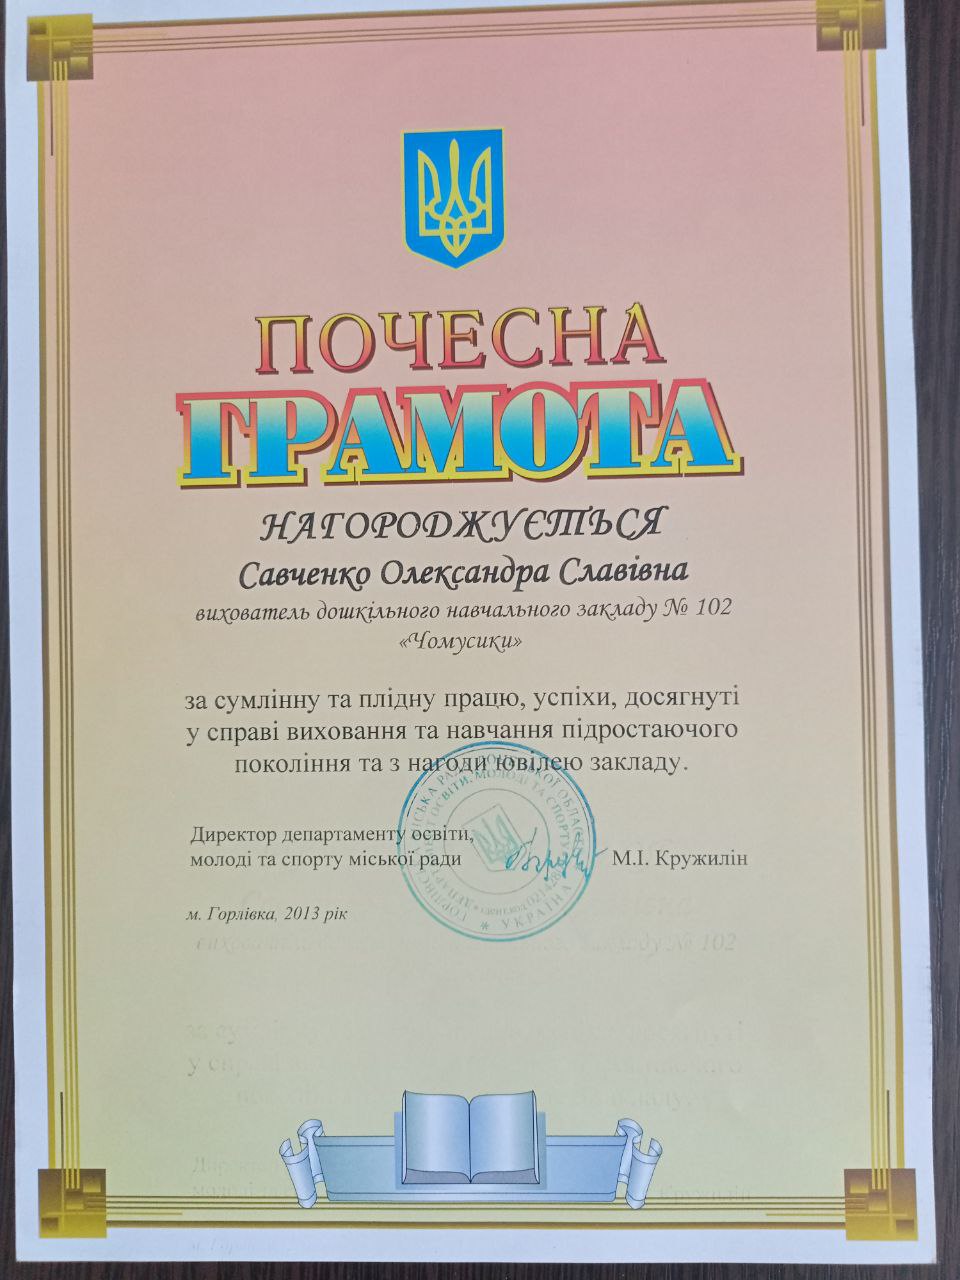 ПОЧЕСНА
ГРАМОТА
НАГОРОДЖУЄТЬСЯ
Савченко Олександра Славівна
вихователь дошкільного навчального закладу № 102
«Чомусики»
за сумлінну та плідну працю, успіхи, досягнуті
у справі виховання та навчання підростаючого
покоління та з нагоди ювілею закладу.
Директор департаменту освіти,
молоді та спорту міської ради М.І. Кружилін
м. Горлівка, 2013 рік
УКРАЇНА